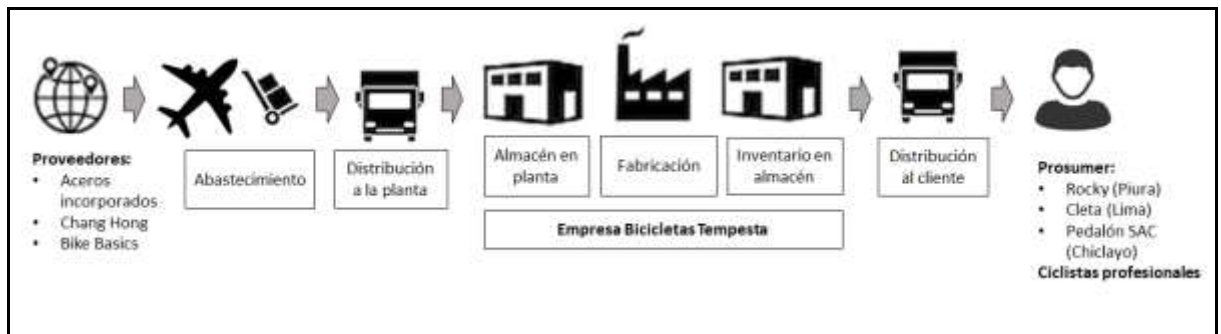 Proveedores:
• Aceros
incorporados
• Chang Hong
• Bike Basics
Abastecimiento
Distribución
a la planta
Almacén en
planta
Fabricación
Inventario en
almacén
Empresa Bicicletas Tempesta
Distribución
al cliente
Prosumer:
• Rocky (Piura)
• Cleta (Lima)
• Pedalón SAC
(Chiclayo)
Ciclistas profesionales